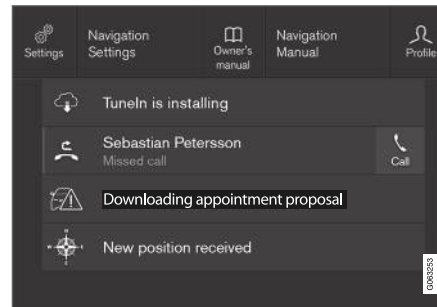 Settings
Navigation
Settings
Owner's
manual
Navigation
Manual
Profile
TuneIn is installing
Sebastian Petersson
Missed call
Call
Downloading appointment proposal
New position received
G063253